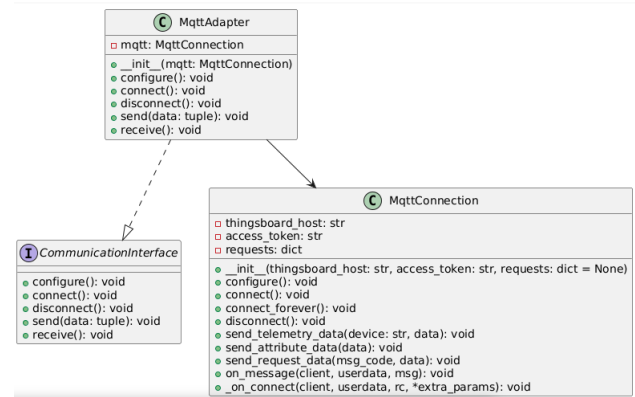 C MqttAdapter
mqtt: MqttConnection
__init__(mqtt: MqttConnection)
configure(): void
connect(): void
disconnect(): void
send(data: tuple): void
receive(): void
I CommunicationInterface
configure(): void
connect(): void
disconnect(): void
send(data: tuple): void
receive(): void
C MqttConnection
thingsboard_host: str
access_token: str
requests: dict
__init__(thingsboard_host: str, access_token: str, requests: dict = None)
configure(): void
connect(): void
connect_forever(): void
disconnect(): void
send_telemetry_data(device: str, data): void
send_attribute_data(data): void
send_request_data(msg_code, data): void
on_message(client, userdata, msg): void
_on_connect(client, userdata, rc, *extra_params): void